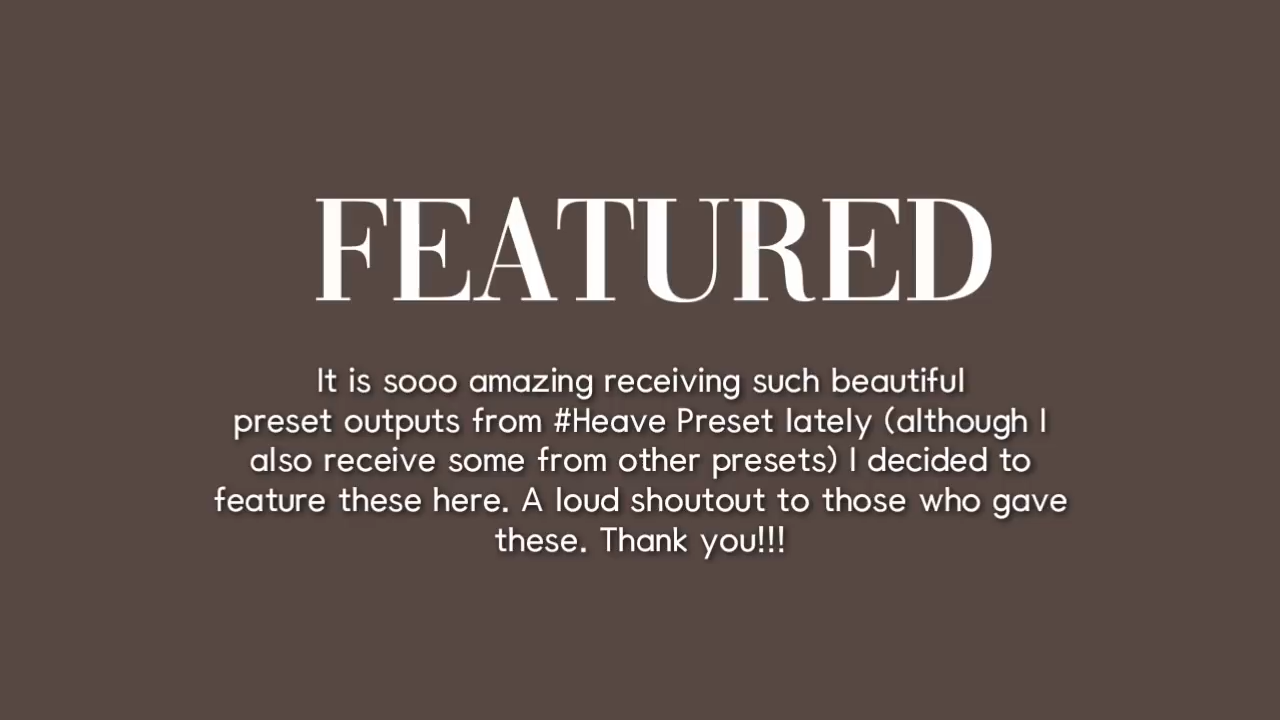 FEATURED
It is sooo amazing receiving such beautiful
preset outputs from #Heave Preset lately (although I
also receive some from other presets) I decided to
feature these here. A loud shoutout to those who gave
these. Thank you!!!